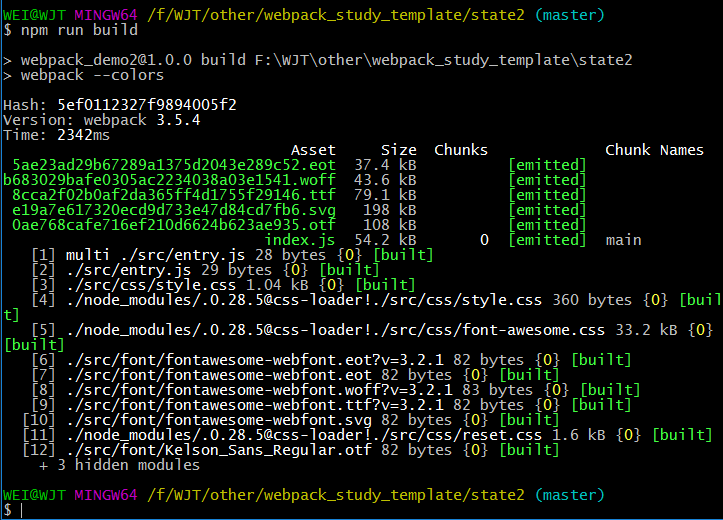 WEI@WJT MINGW64 /f/WJT/other/webpack_study_template/state2 (master)
$ npm run build
> webpack_demo2@1.0.0 build F:\WJT\other\webpack_study_template\state2
> webpack --colors
Hash: 5ef0112327f9894005f2
Version: webpack 3.5.4
Time: 2342ms
Asset Size Chunks Chunk Names
5ae23ad29b67289a1375d2043e289c52.eot 37.4 kB [emitted]
b683029bafe0305ac2234038a03e1541.woff 43.6 kB [emitted]
8cca2f02b0af2da365ff4d1755f29146.ttf 79.1 kB [emitted]
e19a7e617320ecd9d733e47d84cd7fb6.svg 198 kB [emitted]
0ae768cafe716ef210d6624b623ae935.otf 108 kB [emitted]
index.js 54.2 kB 0 [emitted] main
[1] multi ./src/entry.js 28 bytes {0} [built]
[2] ./src/entry.js 29 bytes {0} [built]
[3] ./src/css/style.css 1.04 kB {0} [built]
[4] ./node_modules/.0.28.5@css-loader!./src/css/style.css 360 bytes {0} [buil
t]
[5] ./node_modules/.0.28.5@css-loader!./src/css/font-awesome.css 33.2 kB {0}
[built]
[6] ./src/font/fontawesome-webfont.eot?v=3.2.1 82 bytes {0} [built]
[7] ./src/font/fontawesome-webfont.eot 82 bytes {0} [built]
[8] ./src/font/fontawesome-webfont.woff?v=3.2.1 83 bytes {0} [built]
[9] ./src/font/fontawesome-webfont.ttf?v=3.2.1 82 bytes {0} [built]
[10] ./src/font/fontawesome-webfont.svg 82 bytes {0} [built]
[11] ./node_modules/.0.28.5@css-loader!./src/css/reset.css 1.6 kB {0} [built]
[12] ./src/font/Kelson_Sans_Regular.otf 82 bytes {0} [built]
+ 3 hidden modules
WEI@WJT MINGW64 /f/WJT/other/webpack_study_template/state2 (master)
$